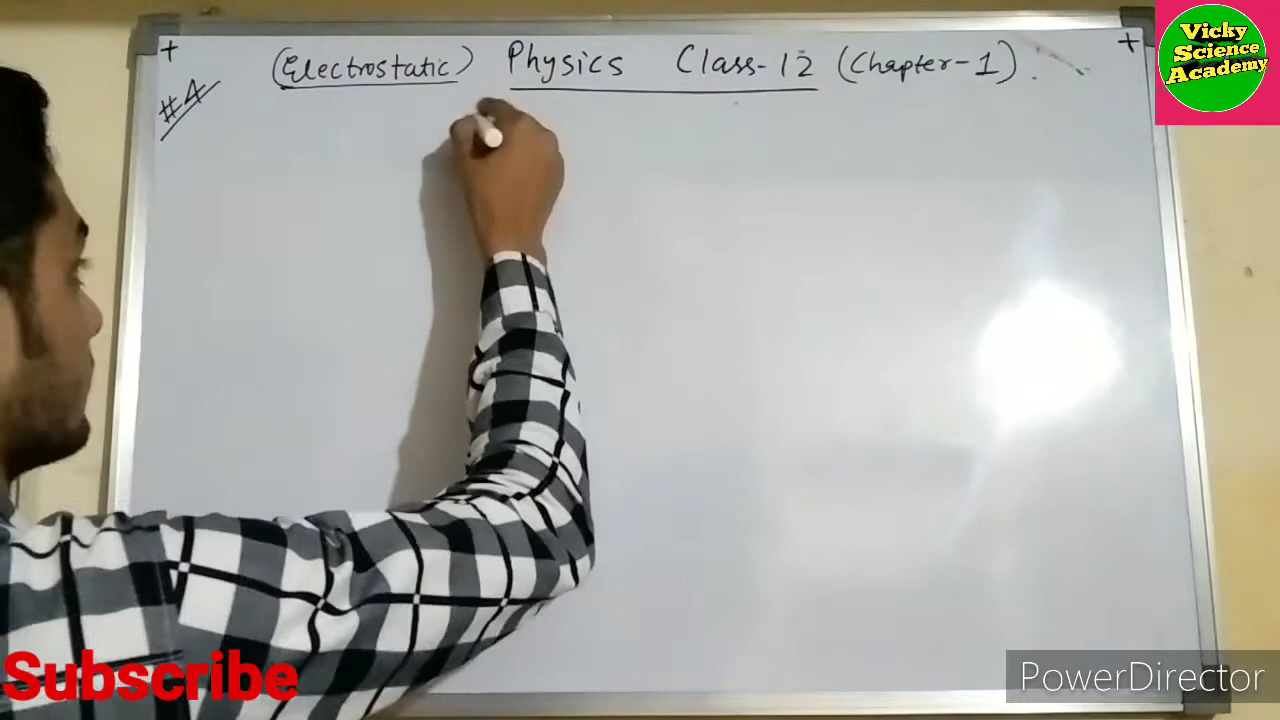 + (Electrostatic) Physics Class-12 (Chapter-1). +
#4
Vicky
Science
Academy
Subscribe
PowerDirector